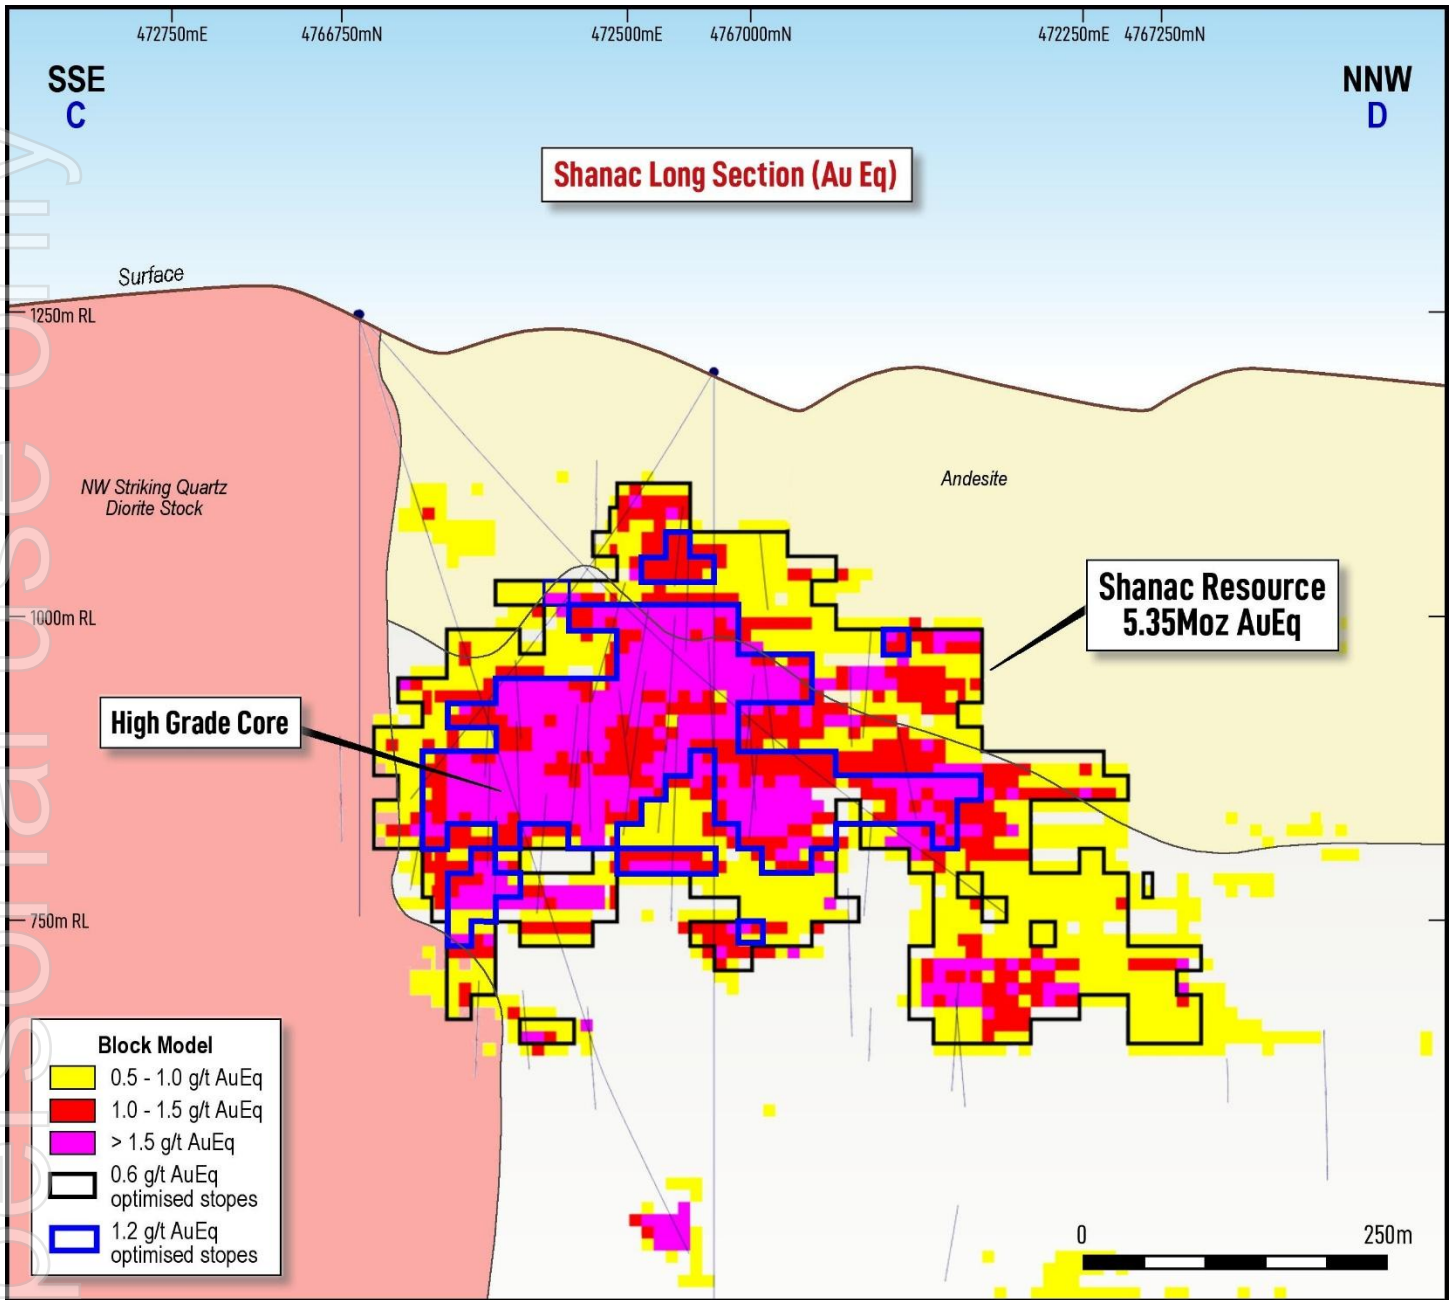 472750mE
4766750mN
472500mE
4767000mN
472250mE
4767250mN
SSE
C
NNW
D
Shanac Long Section (Au Eq)
Surface
1250m RL
NW Striking Quartz
Diorite Stock
Andesite
Shanac Resource
5.35Moz AuEq
1000m RL
High Grade Core
750m RL
Block Model
0.5 - 1.0 g/t AuEq
1.0 - 1.5 g/t AuEq
> 1.5 g/t AuEq
0.6 g/t AuEq
optimised stopes
1.2 g/t AuEq
optimised stopes
0
250m
personal use only